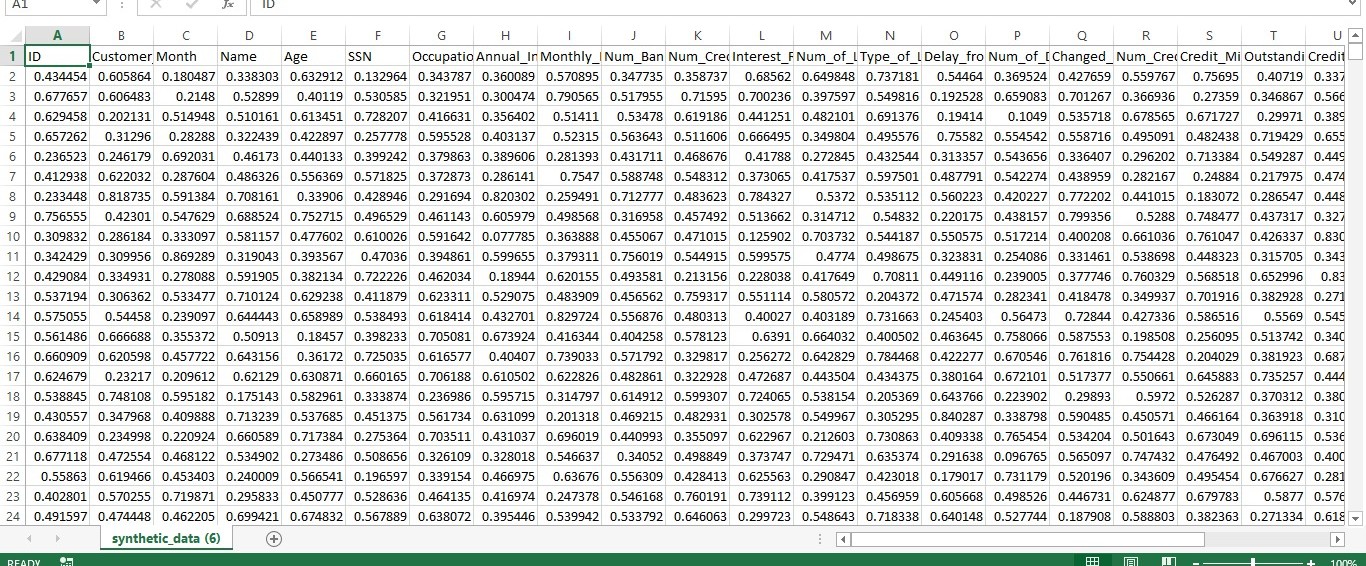 A1 fx ID
A B C D E F G H I J K L M N O P Q R S T U
1 ID Customer_ Month Name Age SSN Occupatio Annual_In Monthly_I Num_Ban Num_Cred Interest_R Num_of_L Type_of_L Delay_fro Num_of_D Changed_ Num_Cred Credit_Mi Outstandi Credit
2 0.434454 0.605864 0.180487 0.338303 0.632912 0.132964 0.343787 0.360089 0.570895 0.347735 0.358737 0.68562 0.649848 0.737181 0.54464 0.369524 0.427659 0.559767 0.75695 0.40719 0.337
3 0.677657 0.606483 0.2148 0.52899 0.40119 0.530585 0.321951 0.300474 0.790565 0.517955 0.71595 0.700236 0.397597 0.549816 0.192528 0.659083 0.701267 0.366936 0.27359 0.346867 0.566
4 0.629458 0.202131 0.514948 0.510161 0.613451 0.728207 0.416631 0.356402 0.51411 0.53478 0.619186 0.441251 0.482101 0.691376 0.19414 0.1049 0.535718 0.678565 0.671727 0.29971 0.389
5 0.657262 0.31296 0.28288 0.322439 0.422897 0.257778 0.595528 0.403137 0.52315 0.563643 0.511606 0.666495 0.349804 0.495576 0.75582 0.554542 0.558716 0.495091 0.482438 0.719429 0.655
6 0.236523 0.246179 0.692031 0.46173 0.440133 0.399242 0.379863 0.389606 0.281393 0.431711 0.468676 0.41788 0.272845 0.432544 0.313357 0.543656 0.336407 0.296202 0.713384 0.549287 0.449
7 0.412938 0.622032 0.287604 0.486326 0.556369 0.571825 0.372873 0.286141 0.7547 0.588748 0.548312 0.373065 0.417537 0.597501 0.487791 0.542274 0.438959 0.282167 0.24884 0.217975 0.474
8 0.233448 0.818735 0.591384 0.708161 0.33906 0.428946 0.291694 0.820302 0.259491 0.712777 0.483623 0.784327 0.5372 0.535112 0.560223 0.420227 0.772202 0.441015 0.183072 0.286547 0.448
9 0.756555 0.42301 0.547629 0.688524 0.752715 0.496529 0.461143 0.605979 0.498568 0.316958 0.457492 0.513662 0.314712 0.54832 0.220175 0.438157 0.799356 0.5288 0.748477 0.437317 0.327
10 0.309832 0.286184 0.333097 0.581157 0.477602 0.610026 0.591642 0.077785 0.363888 0.455067 0.471015 0.125902 0.703732 0.544187 0.550575 0.517214 0.400208 0.661036 0.761047 0.426337 0.830
11 0.342429 0.309956 0.869289 0.319043 0.393567 0.47036 0.394861 0.599655 0.379311 0.756019 0.544915 0.599575 0.4774 0.498675 0.323831 0.254086 0.331461 0.538698 0.448323 0.315705 0.343
12 0.429084 0.334931 0.278088 0.591905 0.382134 0.722226 0.462034 0.18944 0.620155 0.493581 0.213156 0.228038 0.417649 0.70811 0.449116 0.239005 0.377746 0.760329 0.568518 0.652996 0.83
13 0.537194 0.306362 0.533477 0.710124 0.629238 0.411879 0.623311 0.529075 0.483909 0.456562 0.759317 0.551114 0.580572 0.204372 0.471574 0.282341 0.418478 0.349937 0.701916 0.382928 0.271
14 0.575055 0.54458 0.239097 0.644443 0.658989 0.538493 0.618414 0.432701 0.829724 0.556876 0.480313 0.40027 0.403189 0.731663 0.245403 0.56473 0.72844 0.427336 0.586516 0.5569 0.545
15 0.561486 0.666688 0.355372 0.50913 0.18457 0.398233 0.705081 0.673924 0.416344 0.404258 0.578123 0.6391 0.664032 0.400502 0.463645 0.758066 0.587553 0.198508 0.256095 0.513742 0.340
16 0.660909 0.620598 0.457722 0.643156 0.36172 0.725035 0.616577 0.40407 0.739033 0.571792 0.329817 0.256272 0.642829 0.784468 0.422277 0.670546 0.761816 0.754428 0.204029 0.381923 0.687
17 0.624679 0.23217 0.209612 0.62129 0.630871 0.660165 0.706188 0.610502 0.622826 0.482861 0.322928 0.472687 0.443504 0.434375 0.380164 0.672101 0.517377 0.550661 0.645883 0.735257 0.444
18 0.538845 0.748108 0.595182 0.175143 0.582961 0.333874 0.236986 0.595715 0.314797 0.614912 0.599307 0.724065 0.538154 0.205369 0.643766 0.223902 0.29893 0.5972 0.526287 0.370312 0.380
19 0.430557 0.347968 0.409888 0.713239 0.537685 0.451375 0.561734 0.631099 0.201318 0.469215 0.482931 0.302578 0.549967 0.305295 0.840287 0.338798 0.590485 0.450571 0.466164 0.363918 0.310
20 0.638409 0.234998 0.220924 0.660589 0.717384 0.275364 0.703511 0.431037 0.696019 0.440993 0.355097 0.622967 0.212603 0.730863 0.409338 0.765454 0.534204 0.501643 0.673049 0.696115 0.536
21 0.677118 0.472554 0.468122 0.534902 0.273486 0.508656 0.326109 0.328018 0.546637 0.34052 0.498849 0.373747 0.729471 0.635374 0.291638 0.096765 0.565097 0.747432 0.476492 0.467003 0.400
22 0.55863 0.619466 0.453403 0.240009 0.566541 0.196597 0.339154 0.466975 0.63676 0.556309 0.428413 0.625563 0.290847 0.423018 0.179017 0.731179 0.520196 0.343609 0.495454 0.676627 0.281
23 0.402801 0.570255 0.719871 0.295833 0.450777 0.528636 0.464135 0.416974 0.247378 0.546168 0.760191 0.739112 0.399123 0.456959 0.605668 0.498526 0.446731 0.624877 0.679783 0.5877 0.576
24 0.491597 0.474448 0.462205 0.699421 0.674832 0.567889 0.638072 0.395446 0.539942 0.533792 0.646063 0.299723 0.548643 0.718338 0.640148 0.527744 0.187908 0.588803 0.382363 0.271334 0.618
synthetic_data (6)
READY 100%